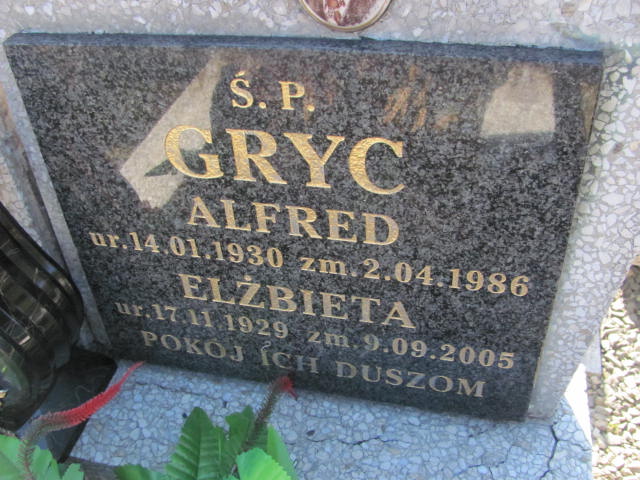 Ś. P.
GRYC
ALFRED
ur.14.01.1930 zm.2.04.1986
ELŻBIETA
ur.17 11 1929 zm.9.09.2005
POKÓJ ICH DUSZOM